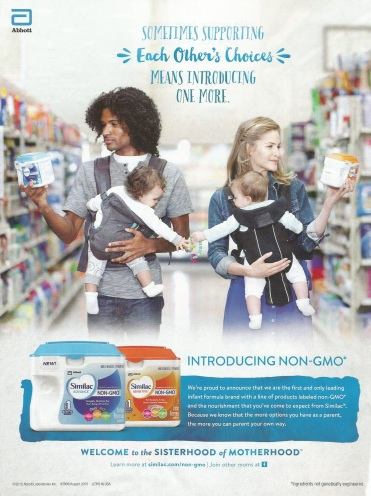 Abbott
SOMETIMES SUPPORTING
Each Other's Choices
MEANS INTRODUCING
ONE MORE.
NEW!
Similac
ADVANCE
NON-GMO*
Similac
SENSITIVE
NON-GMO*
INTRODUCING NON-GMO*
We're proud to announce that we are the first and only leading
infant formula brand with a line of products labeled non-GMO*
and the nourishment that you've come to expect from Similac®.
Because we know that the more options you have as a parent,
the more you can parent your own way.
WELCOME to the SISTERHOOD of MOTHERHOOD™
Learn more at similac.com/non-gmo | Join other moms at f
*Ingredients not genetically engineered.